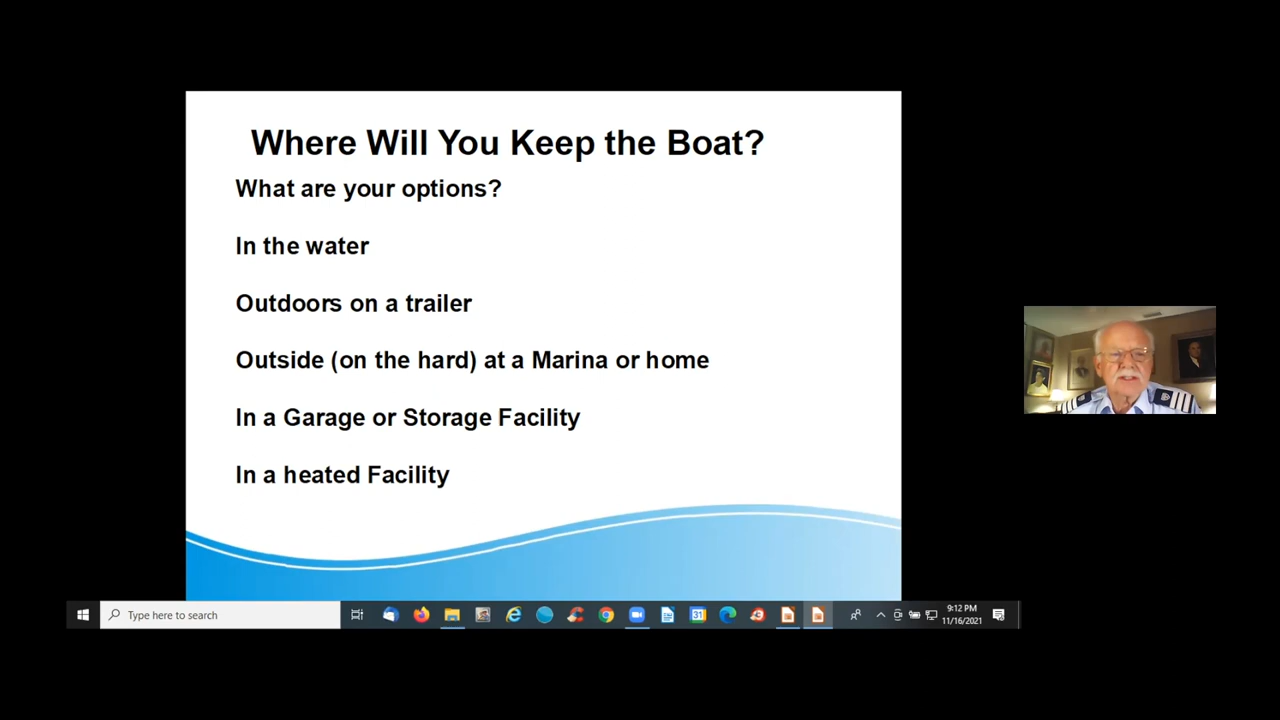 Where Will You Keep the Boat?
What are your options?
In the water
Outdoors on a trailer
Outside (on the hard) at a Marina or home
In a Garage or Storage Facility
In a heated Facility
Type here to search
31
9:12 PM
11/16/2021